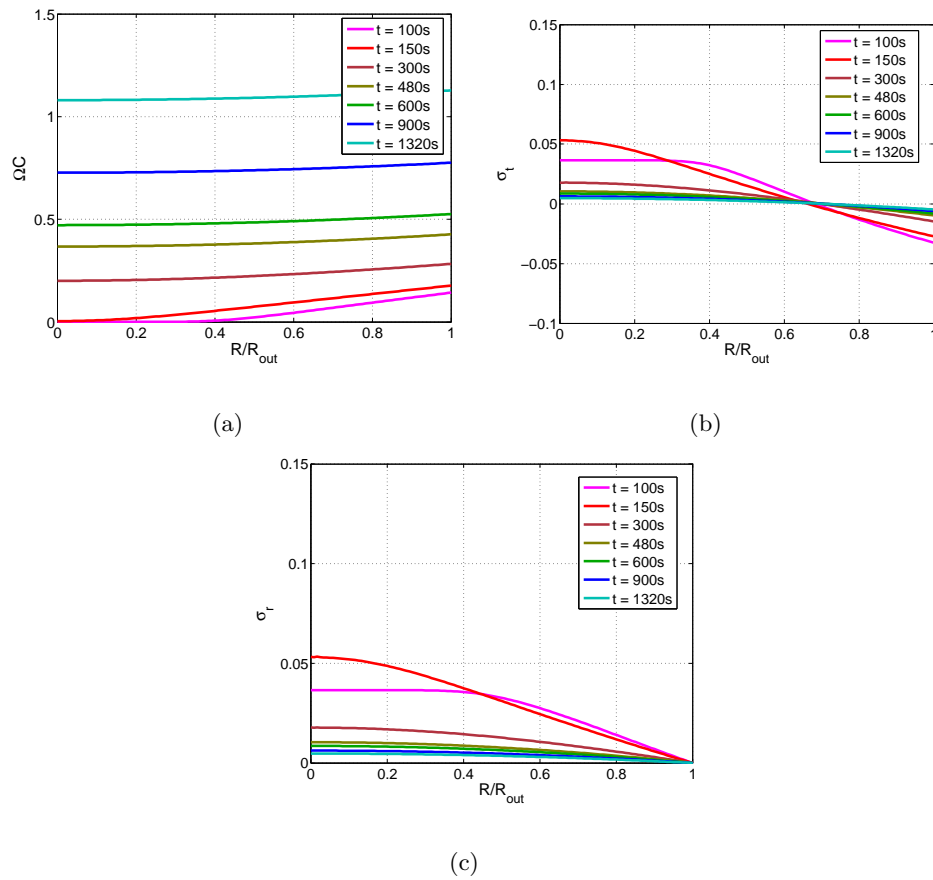 1.5
1
0.5
0
ΩC
0 0.2 0.4 0.6 0.8 1
R/R_out
t = 100s
t = 150s
t = 300s
t = 480s
t = 600s
t = 900s
t = 1320s
(a)
0.15
0.1
0.05
0
−0.05
−0.1
σ_t
0 0.2 0.4 0.6 0.8 1
R/R_out
t = 100s
t = 150s
t = 300s
t = 480s
t = 600s
t = 900s
t = 1320s
(b)
0.15
0.1
0.05
0
σ_r
0 0.2 0.4 0.6 0.8 1
R/R_out
t = 100s
t = 150s
t = 300s
t = 480s
t = 600s
t = 900s
t = 1320s
(c)